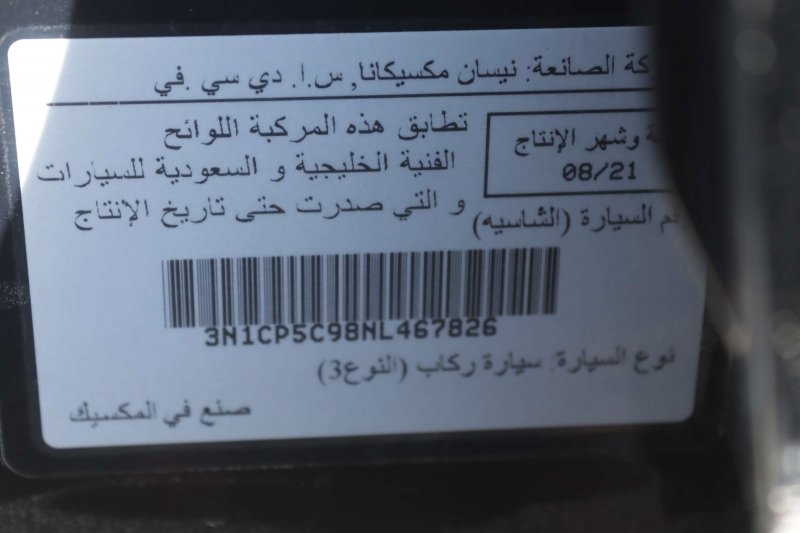 الصانعة: نيسان مكسيكانا, س.ا. دي سي .في
وشهر الإنتاج
08/21
تطابق هذه المركبة اللوائح
الفنية الخليجية و السعودية للسيارات
و التي صدرت حتى تاريخ الإنتاج
السيارة (الشاسيه)
3N1CP5C98NL467826
نوع السيارة: سيارة ركاب (النوع3)
صنع في المكسيك